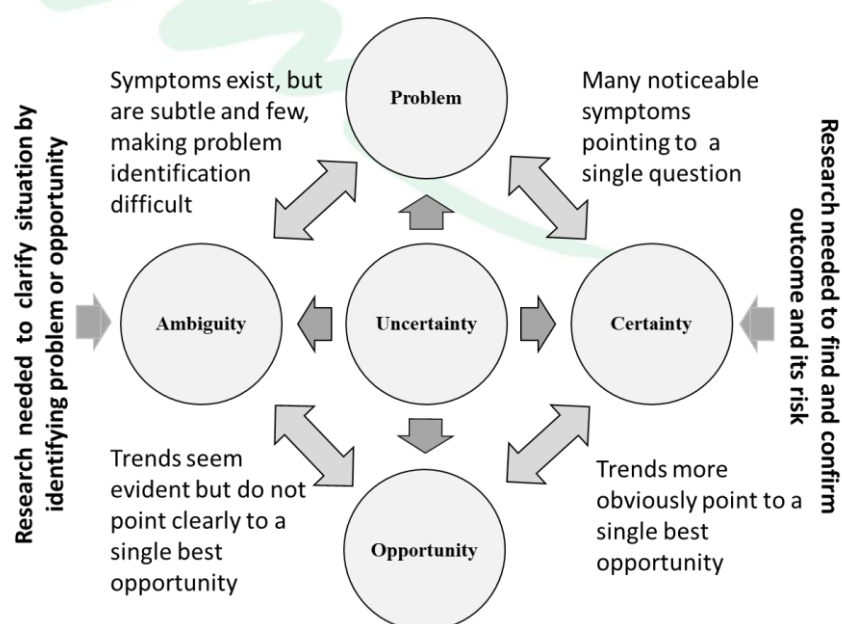 Problem
Symptoms exist, but
are subtle and few,
making problem
identification
difficult
Many noticeable
symptoms
pointing to a
single question
Research needed to clarify situation by
identifying problem or opportunity
Ambiguity
Uncertainty
Certainty
Research needed to find and confirm
outcome and its risk
Trends seem
evident but do not
point clearly to a
single best
opportunity
Opportunity
Trends more
obviously point to a
single best
opportunity